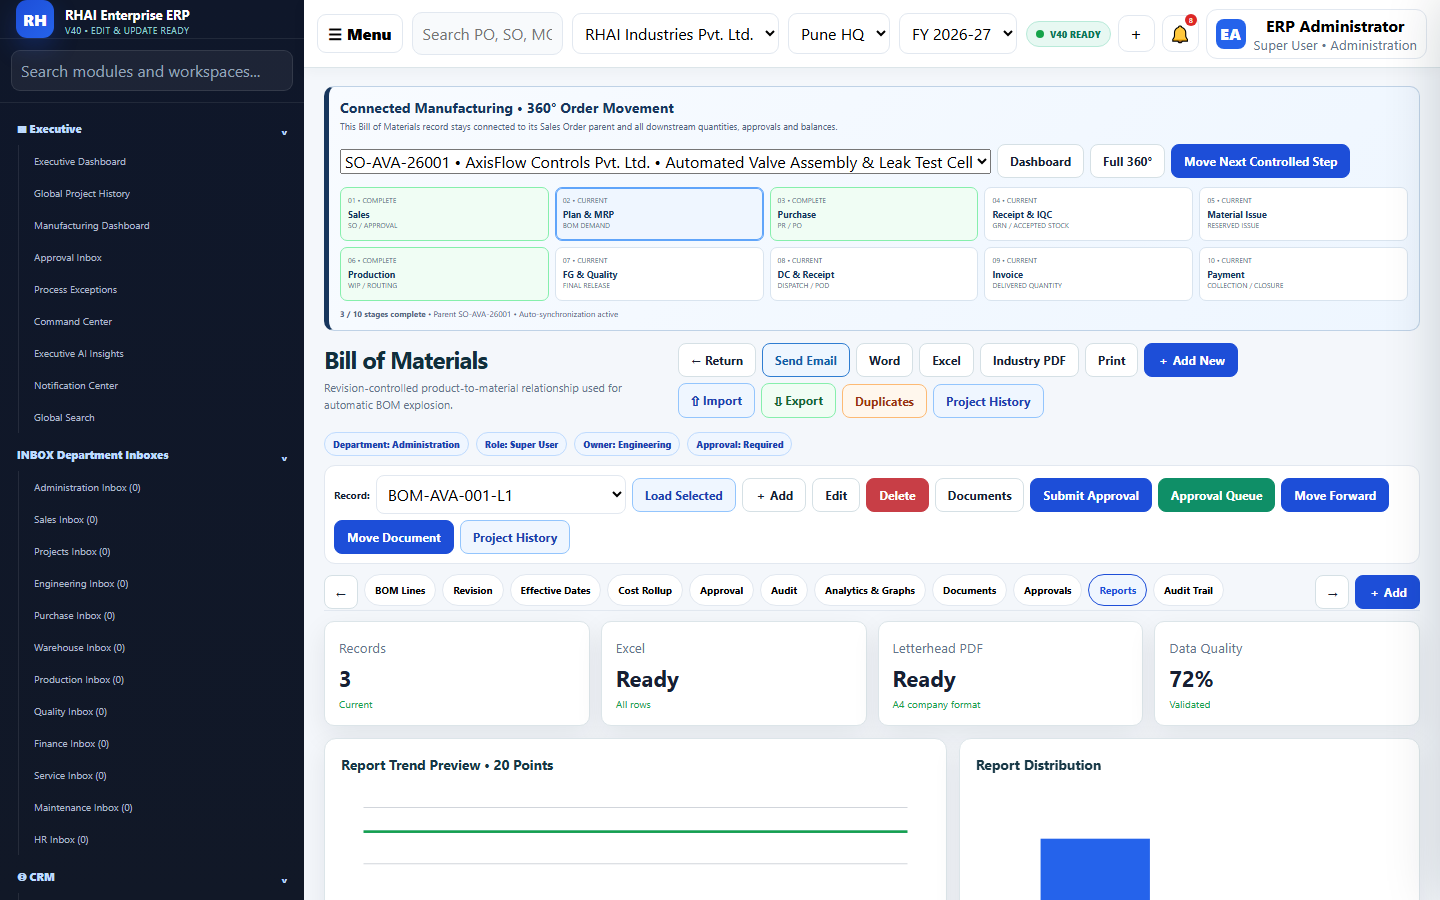 RH
RHAI Enterprise ERP
V40 • EDIT & UPDATE READY
Search modules and workspaces...
Executive
Executive Dashboard
Global Project History
Manufacturing Dashboard
Approval Inbox
Process Exceptions
Command Center
Executive AI Insights
Notification Center
Global Search
INBOX Department Inboxes
Administration Inbox (0)
Sales Inbox (0)
Projects Inbox (0)
Engineering Inbox (0)
Purchase Inbox (0)
Warehouse Inbox (0)
Production Inbox (0)
Quality Inbox (0)
Finance Inbox (0)
Service Inbox (0)
Maintenance Inbox (0)
HR Inbox (0)
CRM
☰ Menu
Search PO, SO, MO
RHAI Industries Pvt. Ltd.
Pune HQ
FY 2026-27
V40 READY
+
8
EA
ERP Administrator
Super User • Administration
Connected Manufacturing • 360° Order Movement
This Bill of Materials record stays connected to its Sales Order parent and all downstream quantities, approvals and balances.
SO-AVA-26001 • AxisFlow Controls Pvt. Ltd. • Automated Valve Assembly & Leak Test Cell
Dashboard
Full 360°
Move Next Controlled Step
01 • COMPLETE
Sales
SO / APPROVAL
02 • CURRENT
Plan & MRP
BOM DEMAND
03 • COMPLETE
Purchase
PR / PO
04 • CURRENT
Receipt & IQC
GRN / ACCEPTED STOCK
05 • CURRENT
Material Issue
RESERVED ISSUE
06 • COMPLETE
Production
WIP / ROUTING
07 • CURRENT
FG & Quality
FINAL RELEASE
08 • CURRENT
DC & Receipt
DISPATCH / POD
09 • CURRENT
Invoice
DELIVERED QUANTITY
10 • CURRENT
Payment
COLLECTION / CLOSURE
3 / 10 stages complete • Parent SO-AVA-26001 • Auto-synchronization active
Bill of Materials
Revision-controlled product-to-material relationship used for
automatic BOM explosion.
← Return
Send Email
Word
Excel
Industry PDF
Print
+ Add New
⇧ Import
⇩ Export
Duplicates
Project History
Department: Administration
Role: Super User
Owner: Engineering
Approval: Required
Record:
BOM-AVA-001-L1
Load Selected
+ Add
Edit
Delete
Documents
Submit Approval
Approval Queue
Move Forward
Move Document
Project History
←
BOM Lines
Revision
Effective Dates
Cost Rollup
Approval
Audit
Analytics & Graphs
Documents
Approvals
Reports
Audit Trail
→
+ Add
Records
3
Current
Excel
Ready
All rows
Letterhead PDF
Ready
A4 company format
Data Quality
72%
Validated
Report Trend Preview • 20 Points
Report Distribution